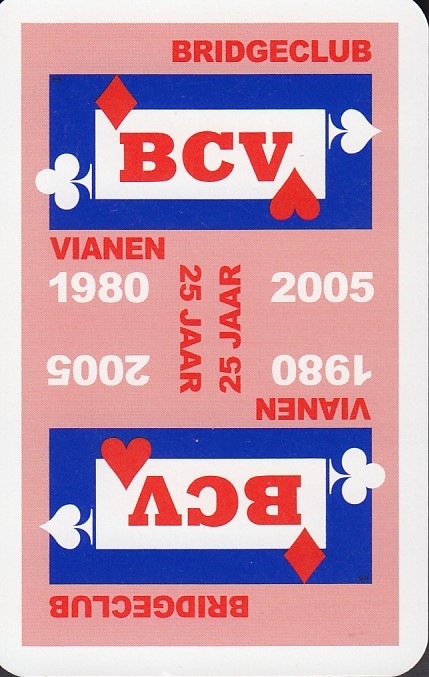 BRIDGECLUB
BCV
VIANEN
1980 2005
25 JAAR
25 JAAR
1980 2005
VIANEN
BCV
BRIDGECLUB